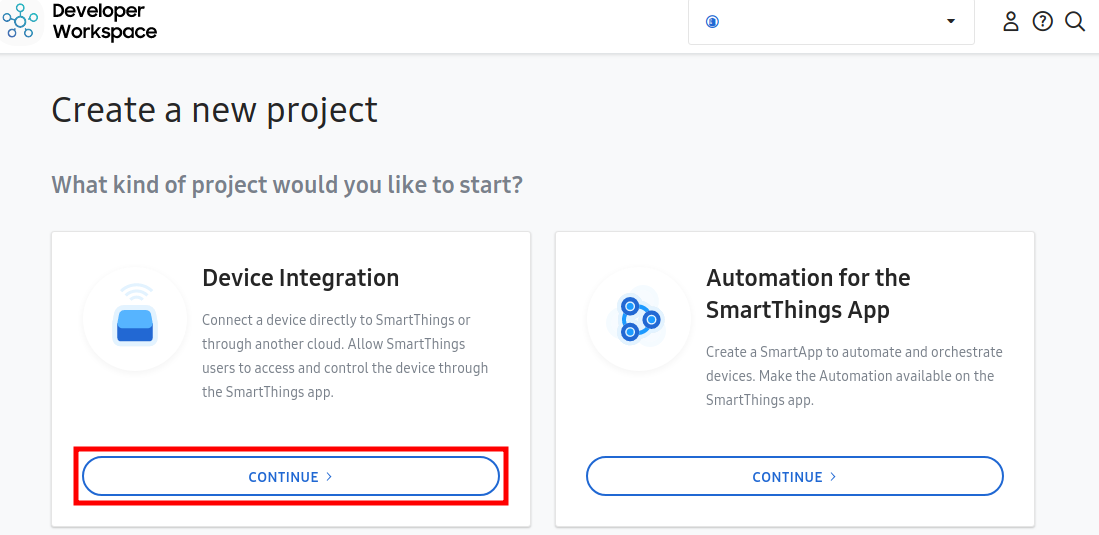 Developer
Workspace
Create a new project
What kind of project would you like to start?
Device Integration
Connect a device directly to SmartThings or
through another cloud. Allow SmartThings
users to access and control the device through
the SmartThings app.
CONTINUE >
Automation for the
SmartThings App
Create a SmartApp to automate and orchestrate
devices. Make the Automation available on the
SmartThings app.
CONTINUE >